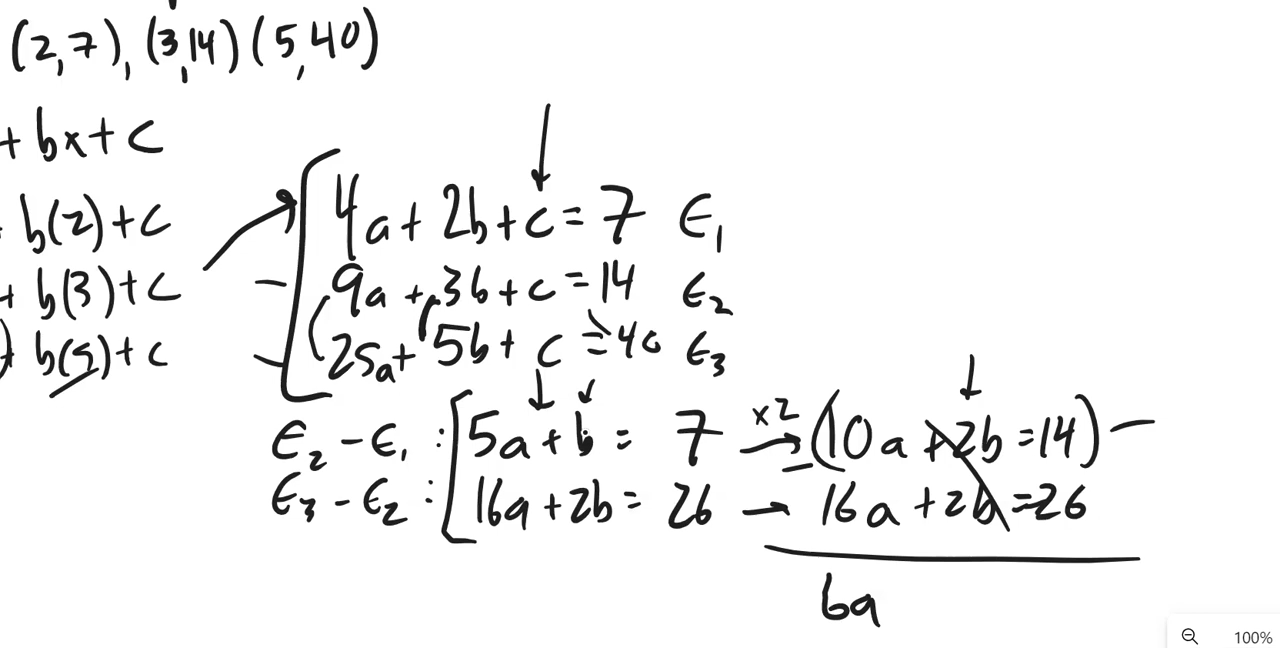 (2,7), (3,14) (5,40)
+ bx + c
b(2) + c
+ b(3) + c
) + b(5) + c
4a + 2b + c = 7 E1
9a + 3b + c = 14 E2
25a + 5b + c = 40 E3
E2 - E1 : 5a + b = 7 x2 → -(10a + 2b = 14)
E3 - E2 : 16a + 2b = 26 → 16a + 2b = 26
6a
100%